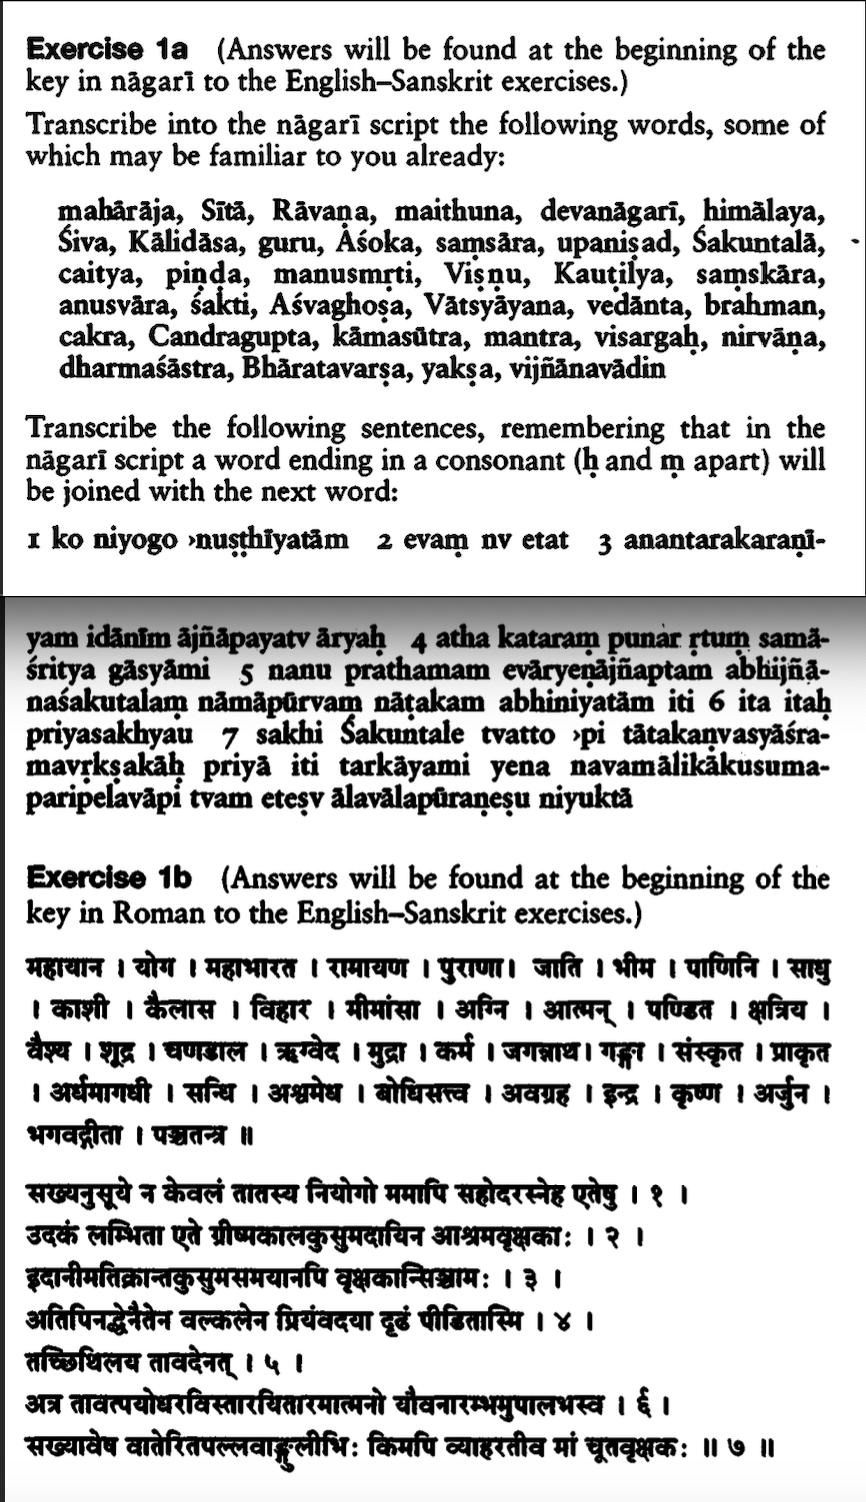 Exercise 1a (Answers will be found at the beginning of the
key in nāgarī to the English–Sanskrit exercises.)
Transcribe into the nāgarī script the following words, some of
which may be familiar to you already:
mahārāja, Sītā, Rāvaṇa, maithuna, devanāgarī, himālaya,
Śiva, Kālidāsa, guru, Aśoka, saṃsāra, upaniṣad, Śakuntalā,
caitya, piṇḍa, manusmṛti, Viṣṇu, Kauṭilya, saṃskāra,
anusvāra, śakti, Aśvaghoṣa, Vātsyāyana, vedānta, brahman,
cakra, Candragupta, kāmasūtra, mantra, visargaḥ, nirvāṇa,
dharmaśāstra, Bhāratavarṣa, yakṣa, vijñānavādin
Transcribe the following sentences, remembering that in the
nāgarī script a word ending in a consonant (ḥ and ṃ apart) will
be joined with the next word:
1 ko niyogo ›nuṣṭhīyatām 2 evaṃ nv etat 3 anantarakaraṇī-
yam idānīm ājñāpayatv āryaḥ 4 atha kataraṃ punar ṛtuṃ samā-
śritya gāsyāmi 5 nanu prathamam evāryeṇājñaptam abhijñā-
naśakutalaṃ nāmāpūrvaṃ nāṭakam abhiniyatām iti 6 ita itaḥ
priyasakhyau 7 sakhi Śakuntale tvatto ›pi tātakaṇvasyāśra-
mavṛkṣakāḥ priyā iti tarkāyami yena navamālikākusuma-
paripelavāpi tvam eteṣv ālavālapūraṇeṣu niyuktā
Exercise 1b (Answers will be found at the beginning of the
key in Roman to the English–Sanskrit exercises.)
महायान । योग । महाभारत । रामायण । पुराणा। जाति । भीम । पाणिनि । साधु
। काशी । कैलास । विहार । मीमांसा । अग्नि । आत्मन् । पण्डित । क्षत्रिय ।
वैश्य । शूद्र । चण्डाल । ऋग्वेद । मुद्रा । कर्म । जगन्नाथ। गङ्गा । संस्कृत । प्राकृत
। अर्धमागधी । सन्धि । अश्वमेध । बोधिसत्त्व । अवग्रह । इन्द्र । कृष्ण । अर्जुन ।
भगवद्गीता । पञ्चतन्त्र ॥
सख्यनुसूये न केवलं तातस्य नियोगो ममापि सहोदरस्नेह एतेषु । १ ।
उदकं लम्भिता एते ग्रीष्मकालकुसुमदायिन आश्रमवृक्षकाः । २ ।
इदानीमतिक्रान्तकुसुमसमयानपि वृक्षकान्सिञ्चामः । ३ ।
अतिपिनद्धेनैतेन वल्कलेन प्रियंवदया दृढं पीडितास्मि । ४ ।
तच्छिथिलय तावदेनत् । ५ ।
अत्र तावत्पयोधरविस्तारयितारमात्मनो यौवनारम्भमुपालभस्व । ६ ।
सख्यावेष वातेरितपल्लवाङ्गुलीभिः किमपि व्याहरतीव मां चूतवृक्षकः ॥ ७ ॥